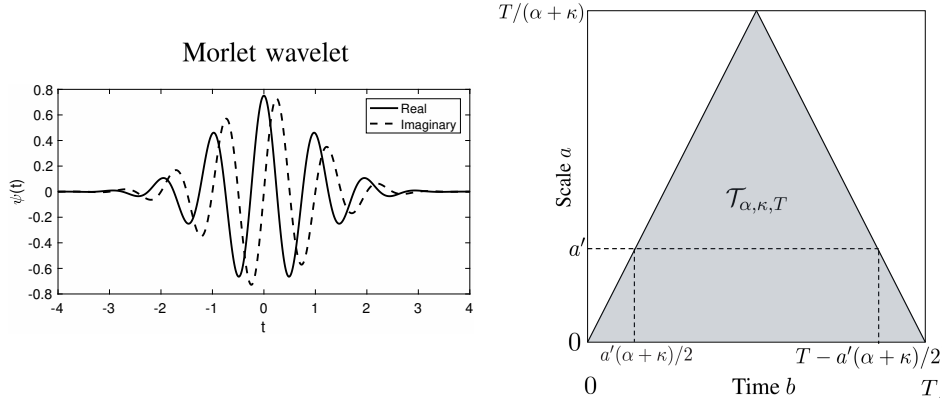 Morlet wavelet
0.8
0.6
0.4
0.2
0
-0.2
-0.4
-0.6
-0.8
ψ(t)
Real
Imaginary
-4 -3 -2 -1 0 1 2 3 4
t
T/(α + κ)
Scale a
𝒯α,κ,T
a′
0
a′(α + κ)/2
T − a′(α + κ)/2
0
Time b
T